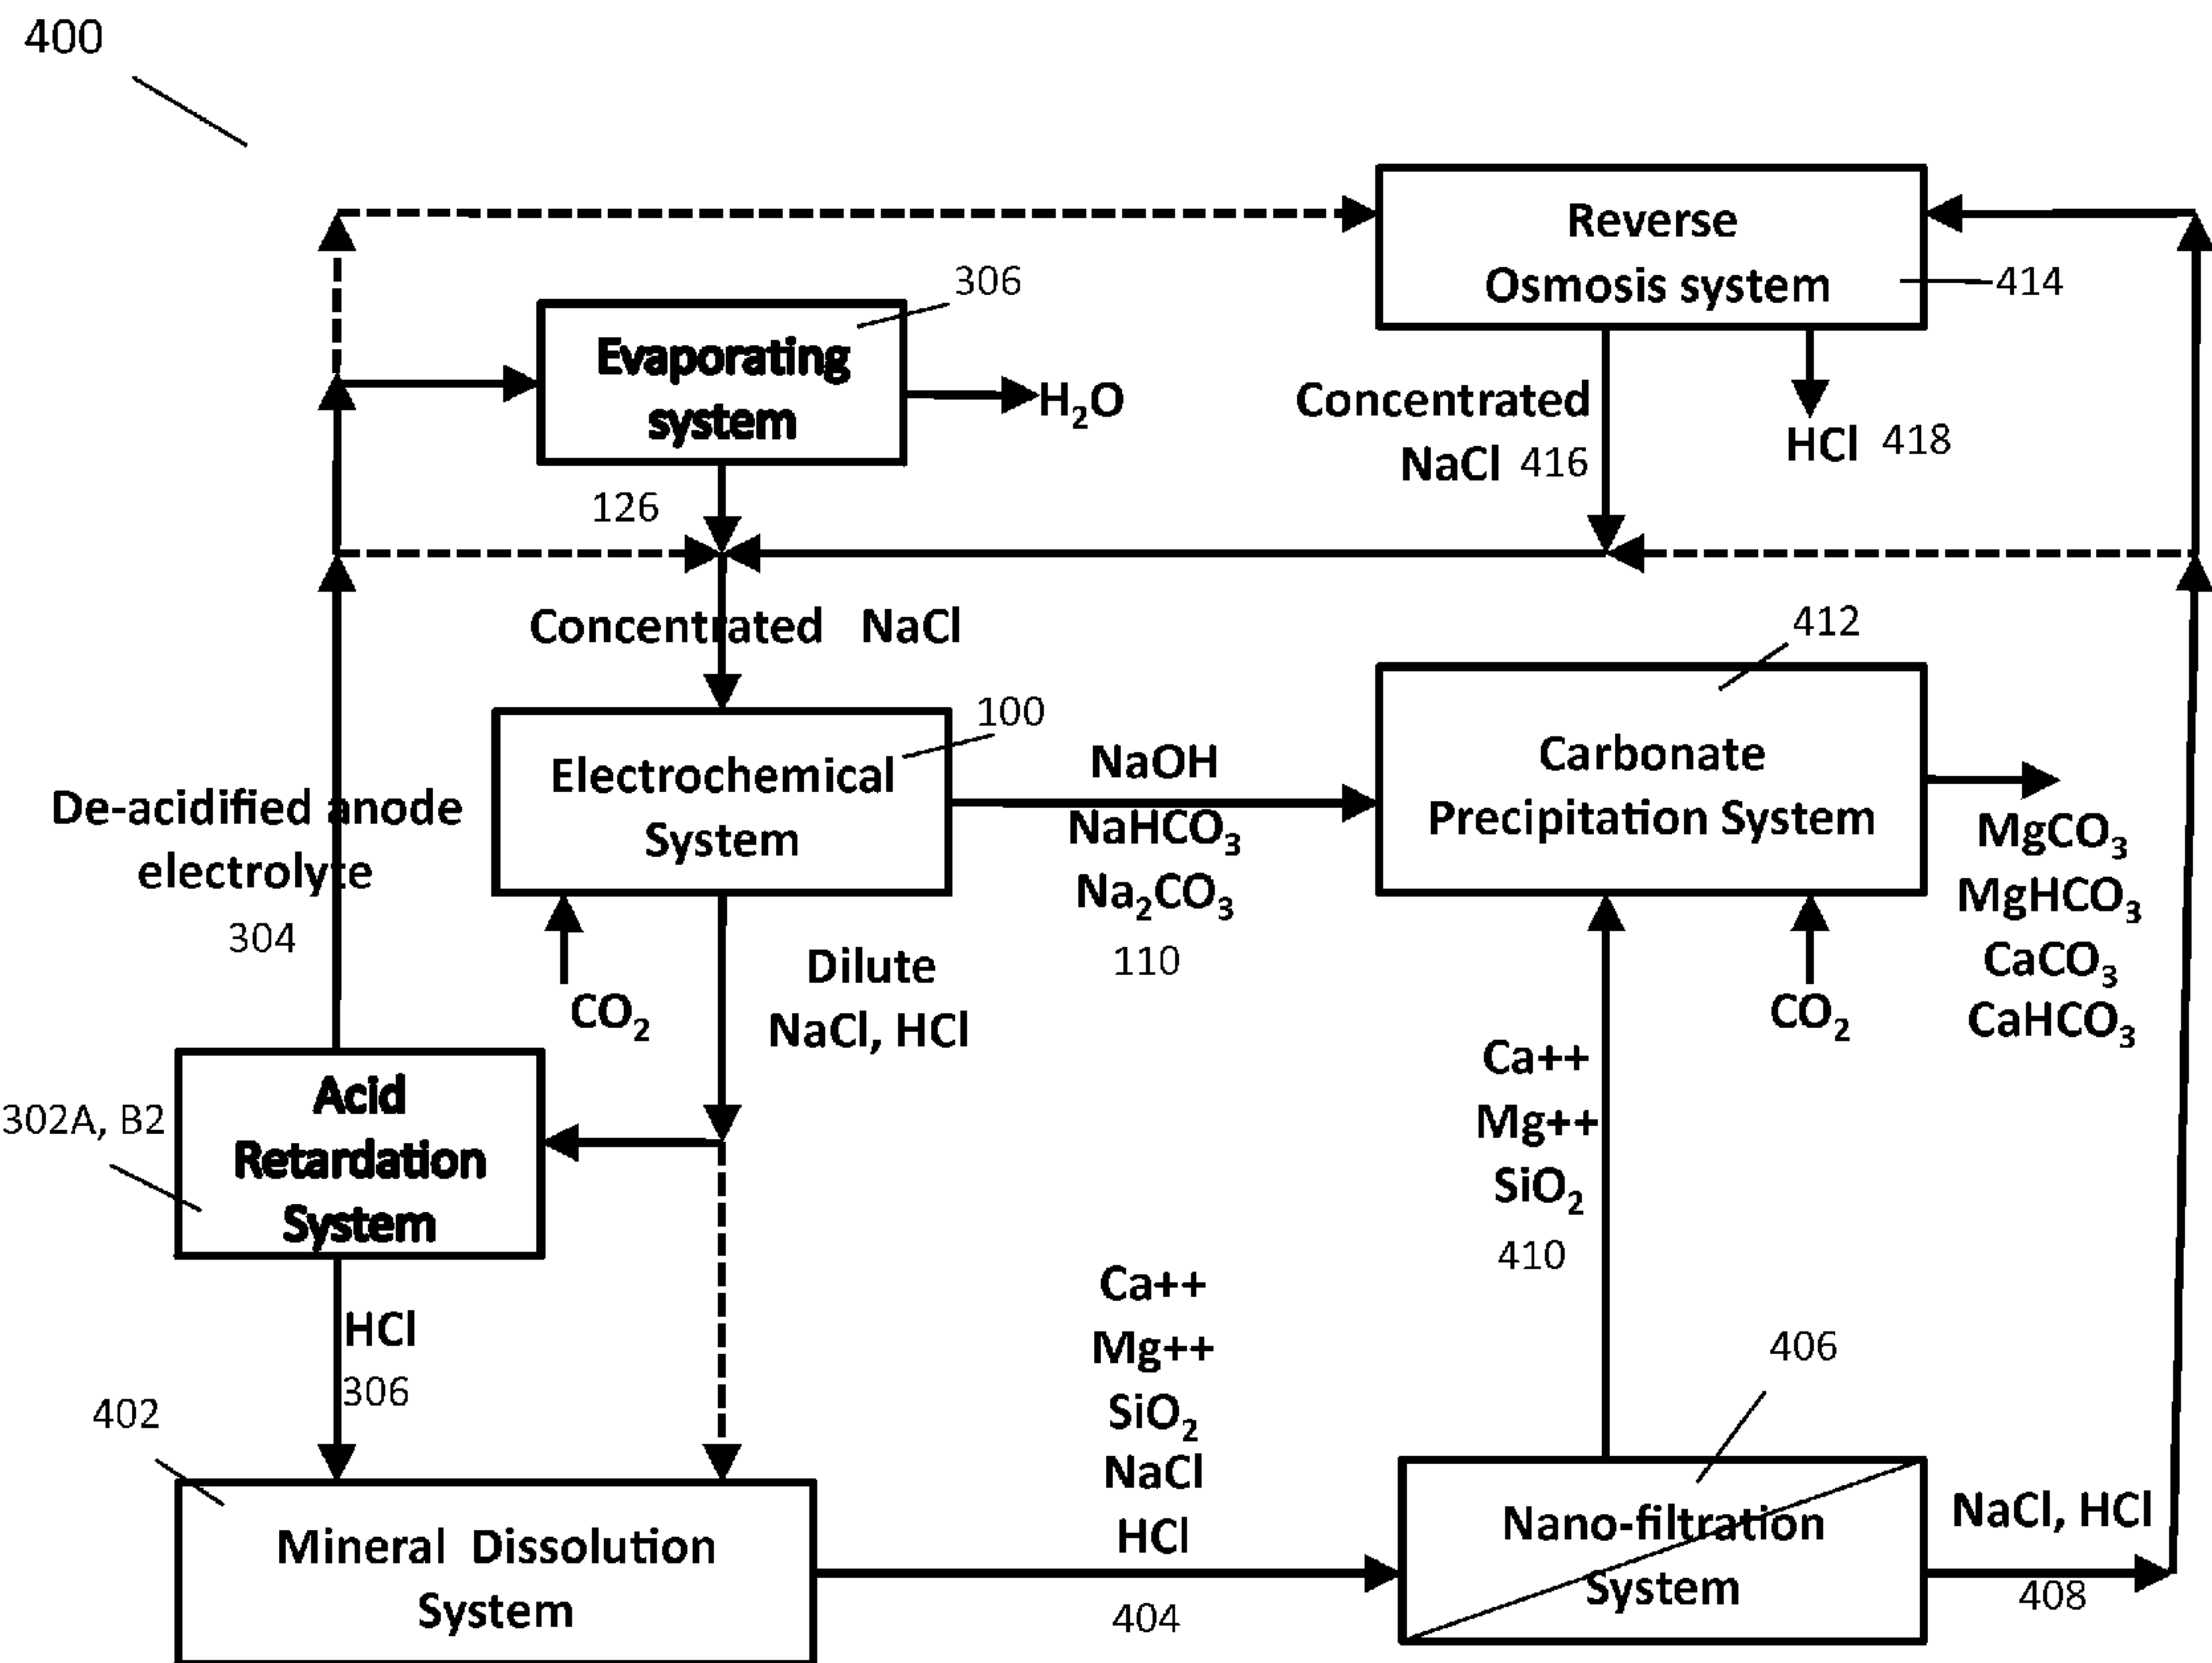 400
Reverse
Osmosis system
414
306
Evaporating
system
H₂O
Concentrated
NaCl 416
HCl 418
126
Concentrated NaCl
412
100
Electrochemical
System
NaOH
NaHCO₃
Na₂CO₃
110
Carbonate
Precipitation System
MgCO₃
MgHCO₃
CaCO₃
CaHCO₃
De-acidified anode
electrolyte
304
CO₂
Dilute
NaCl, HCl
CO₂
Ca++
Mg++
SiO₂
410
302A, B2
Acid
Retardation
System
HCl
306
402
Mineral Dissolution
System
Ca++
Mg++
SiO₂
NaCl
HCl
404
406
Nano-filtration
System
NaCl, HCl
408